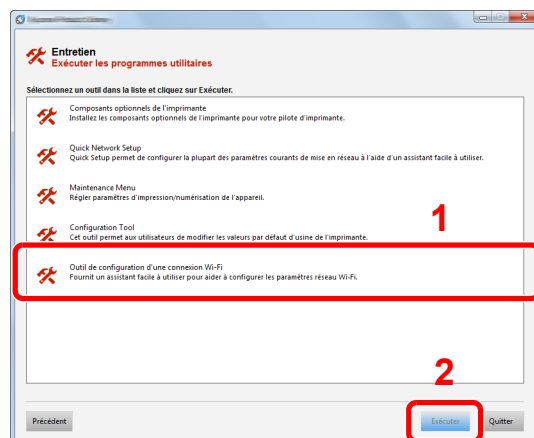 Entretien
Exécuter les programmes utilitaires
Sélectionnez un outil dans la liste et cliquez sur Exécuter.
Composants optionnels de l'imprimante
Installez les composants optionnels de l'imprimante pour votre pilote d'imprimante.
Quick Network Setup
Quick Setup permet de configurer la plupart des paramètres courants de mise en réseau à l'aide d'un assistant facile à utiliser.
Maintenance Menu
Régler paramètres d'impression/numérisation de l'appareil.
1
Configuration Tool
Cet outil permet aux utilisateurs de modifier les valeurs par défaut d'usine de l'imprimante.
Outil de configuration d'une connexion Wi-Fi
Fournit un assistant facile à utiliser pour aider à configurer les paramètres réseau Wi-Fi.
2
Précédent
Exécuter
Quitter